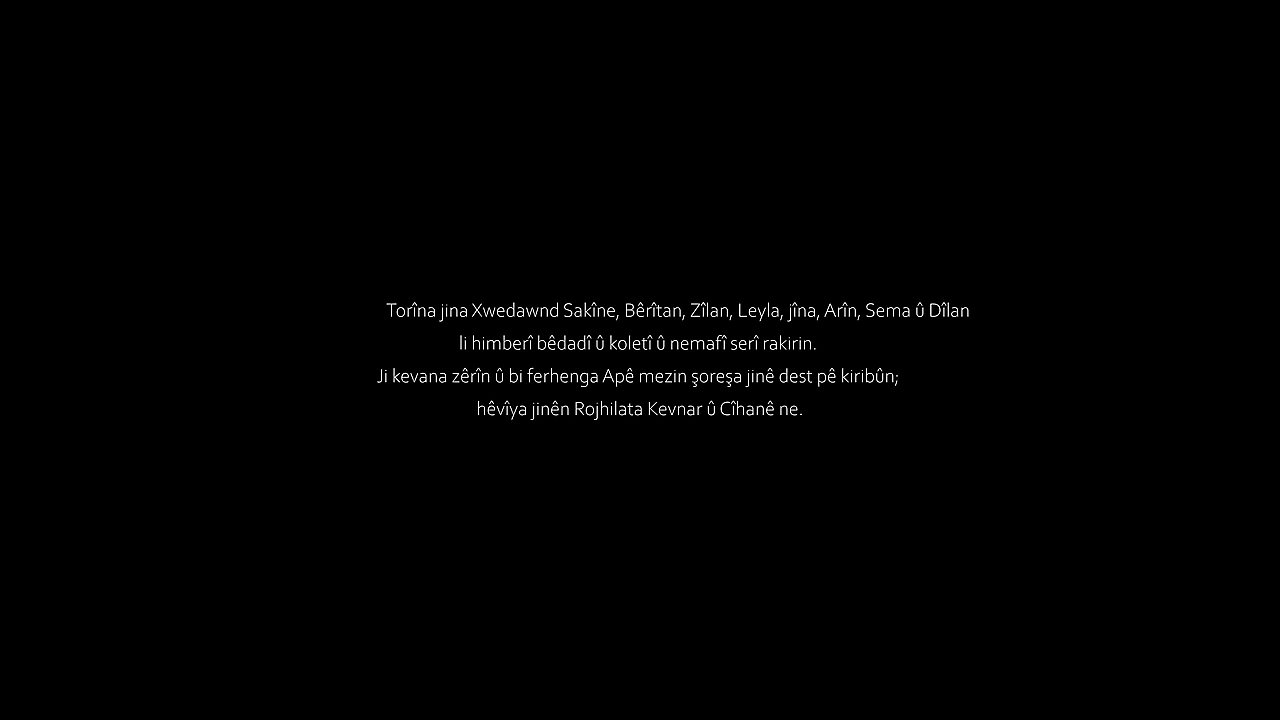 Torîna jina Xwedawnd Sakîne, Bêrîtan, Zîlan, Leyla, jîna, Arîn, Sema û Dîlan
li himberî bêdadî û koletî û nemafî serî rakirin.
Ji kevana zêrîn û bi ferhenga Apê mezin şoreşa jinê dest pê kiribûn;
hêvîya jinên Rojhilata Kevnar û Cîhanê ne.